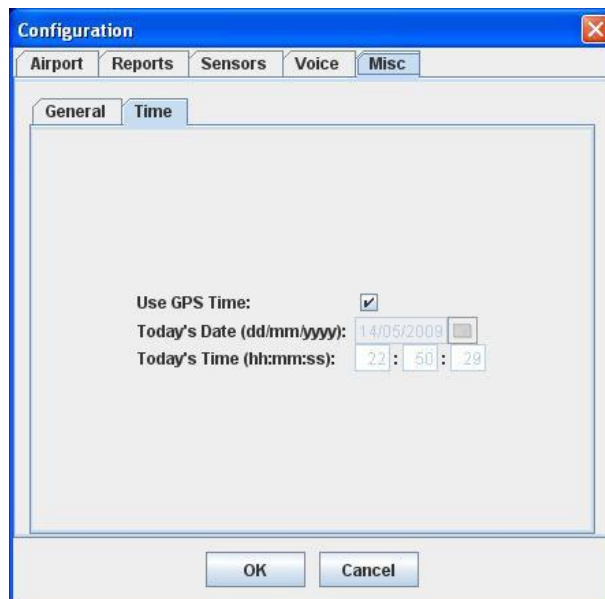 Configuration
Airport Reports Sensors Voice Misc
General Time
Use GPS Time:
Today's Date (dd/mm/yyyy): 14/05/2009
Today's Time (hh:mm:ss): 22 : 50 : 29
OK Cancel